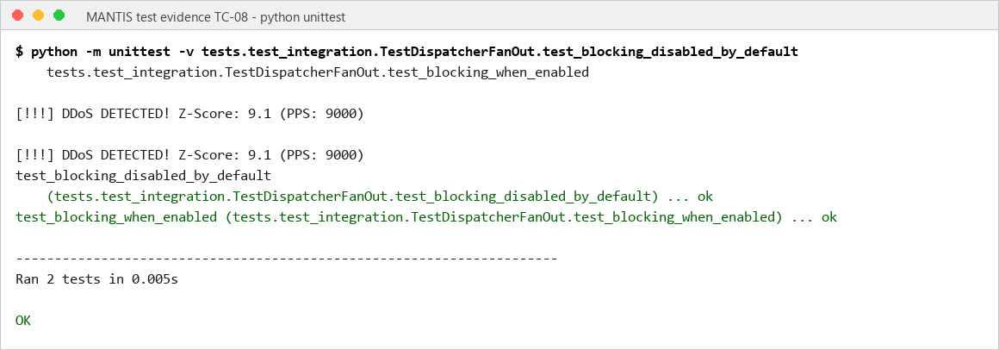 MANTIS test evidence TC-08 - python unittest
$ python -m unittest -v tests.test_integration.TestDispatcherFanOut.test_blocking_disabled_by_default
    tests.test_integration.TestDispatcherFanOut.test_blocking_when_enabled
[!!!] DDoS DETECTED! Z-Score: 9.1 (PPS: 9000)
[!!!] DDoS DETECTED! Z-Score: 9.1 (PPS: 9000)
test_blocking_disabled_by_default
    (tests.test_integration.TestDispatcherFanOut.test_blocking_disabled_by_default) ... ok
test_blocking_when_enabled (tests.test_integration.TestDispatcherFanOut.test_blocking_when_enabled) ... ok
----------------------------------------------------------------------
Ran 2 tests in 0.005s
OK